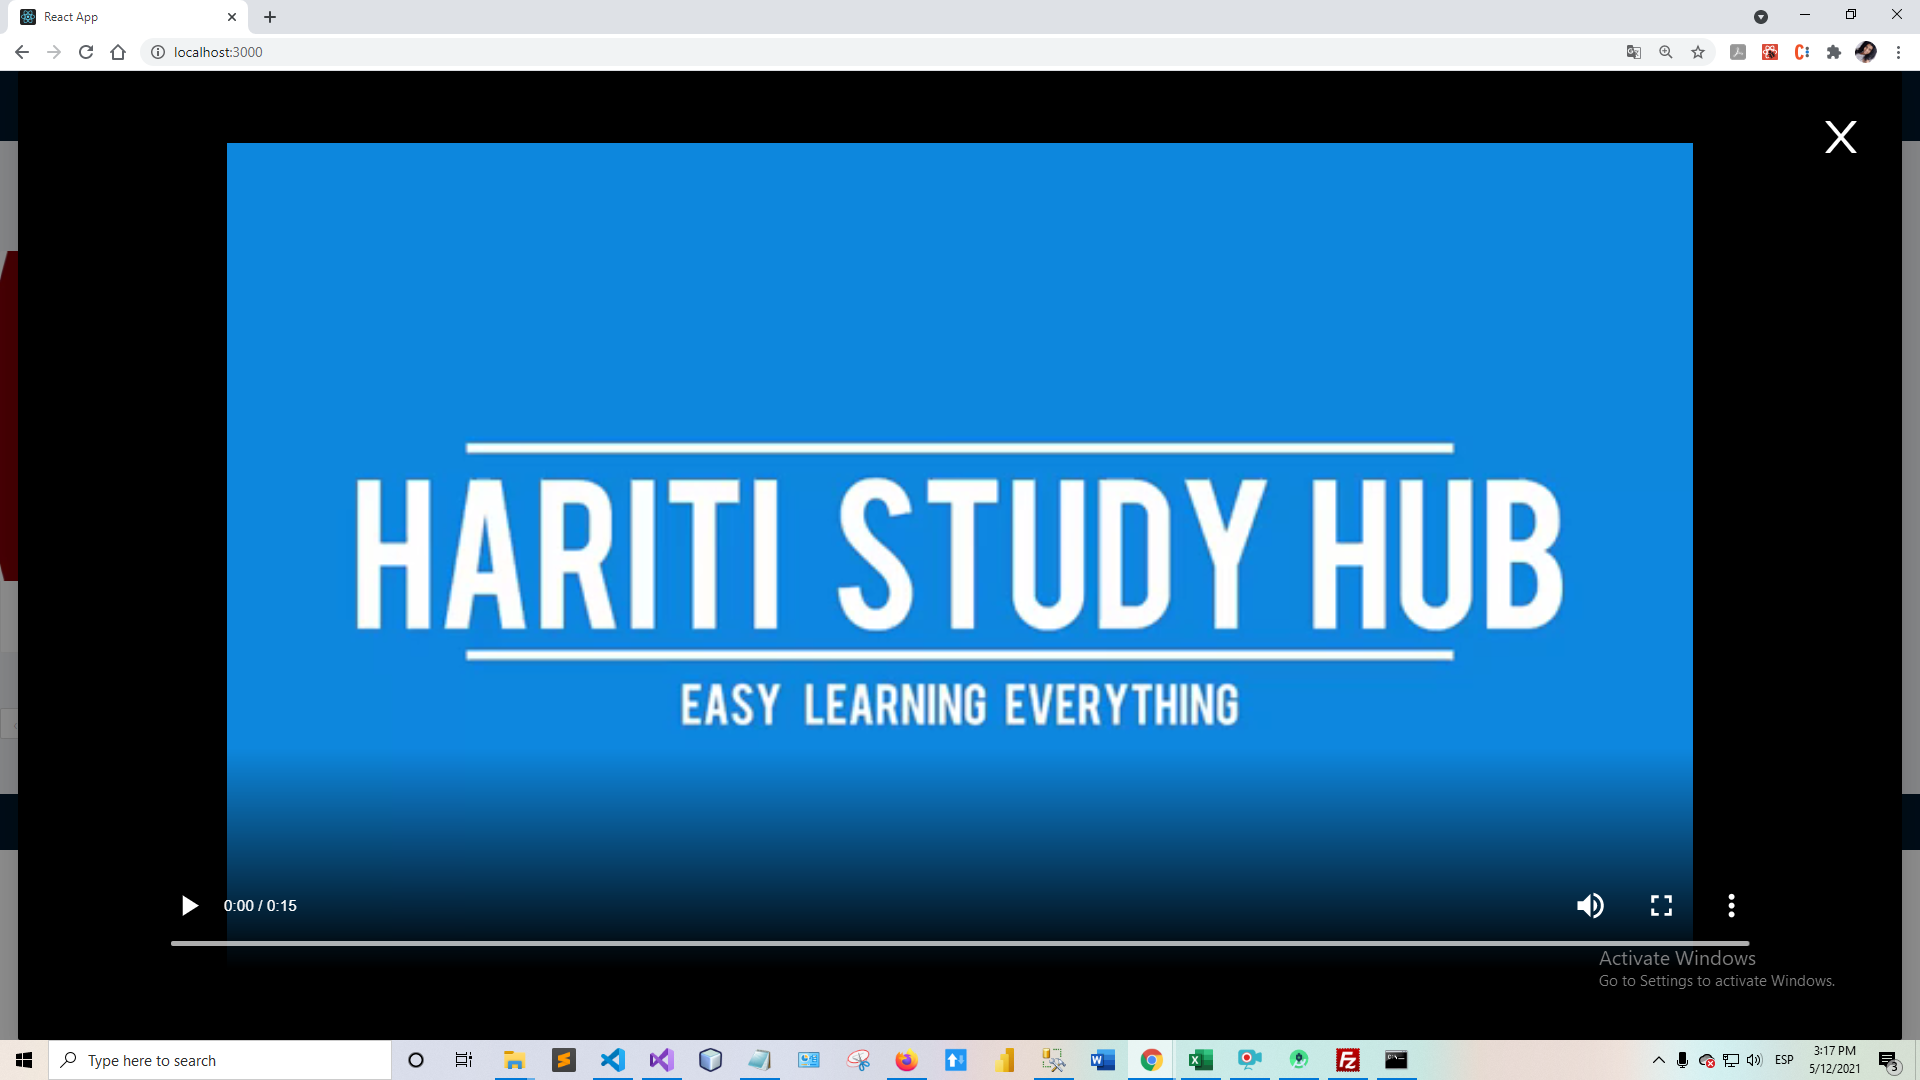 React App
localhost:3000
X
HARITI STUDY HUB
EASY LEARNING EVERYTHING
0:00 / 0:15
Activate Windows
Go to Settings to activate Windows.
Type here to search
ESP
3:17 PM
5/12/2021
3